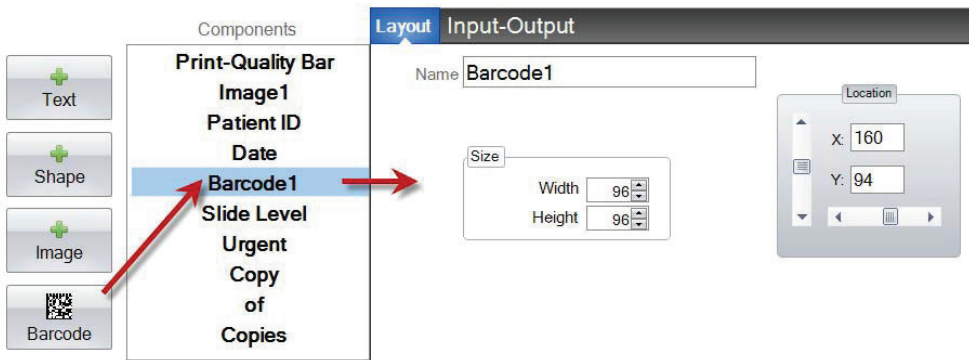 Components
Text
Shape
Image
Barcode
Print-Quality Bar
Image1
Patient ID
Date
Barcode1
Slide Level
Urgent
Copy
of
Copies
Layout Input-Output
Name Barcode1
Size
Width 96
Height 96
Location
X: 160
Y: 94